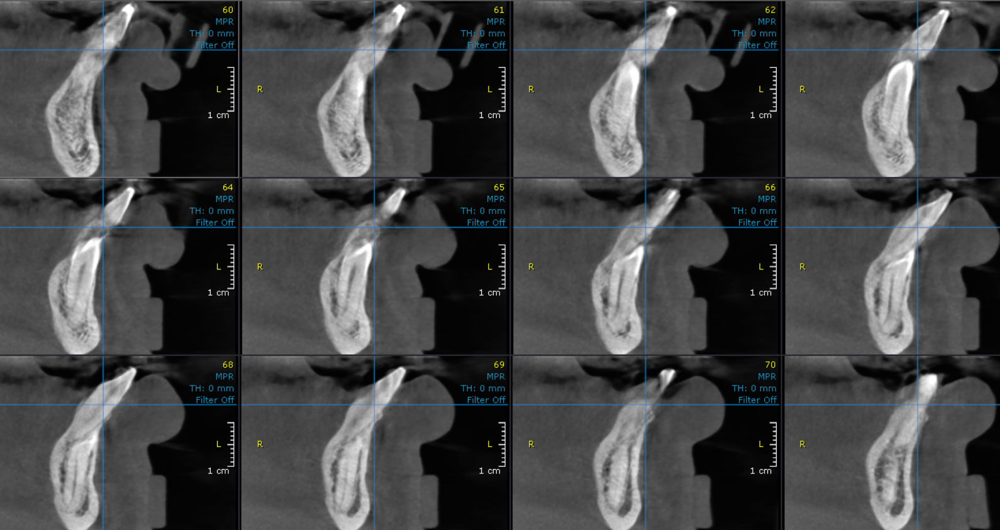 60
MPR
TH: 0 mm
Filter Off
L
1 cm
61
MPR
TH: 0 mm
Filter Off
R
L
1 cm
62
MPR
TH: 0 mm
Filter Off
R
L
1 cm
R
64
MPR
TH: 0 mm
Filter Off
L
1 cm
65
MPR
TH: 0 mm
Filter Off
R
L
1 cm
66
MPR
TH: 0 mm
Filter Off
R
L
1 cm
R
68
MPR
TH: 0 mm
Filter Off
L
1 cm
69
MPR
TH: 0 mm
Filter Off
R
L
1 cm
70
MPR
TH: 0 mm
Filter Off
R
L
1 cm
R